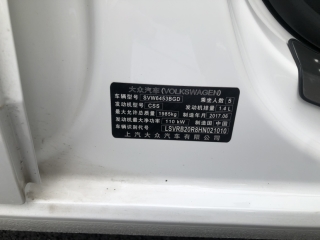 大众汽车(VOLKSWAGEN)
车辆型号 SVW6453BGD 乘坐人数 5
发动机型号 CSS 发动机排量 1.4 L
最大允许总质量 1985kg 制造年月 2017.06
发动机最大净功率 110 kW 制造国 中国
车辆识别代号 LSVRB20R8HN021010
上汽大众汽车有限公司